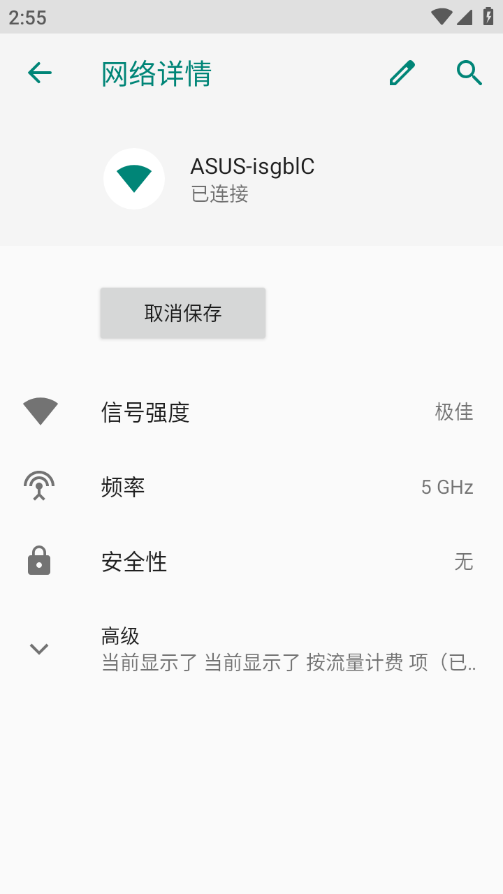 2:55
网络详情
ASUS-isgblC
已连接
取消保存
信号强度 极佳
频率 5 GHz
安全性 无
高级
当前显示了 当前显示了 按流量计费 项（已..